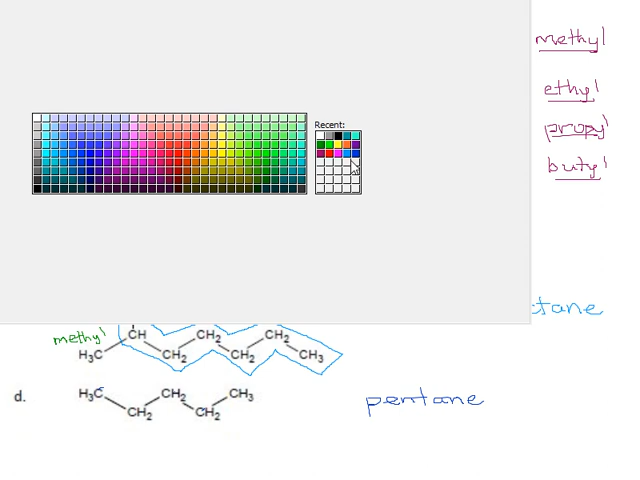 methyl
ethyl
propyl
butyl
Recent:
ctane
methyl
CH CH2 CH2
H3C CH2 CH2 CH3
d. H3C CH2 CH3
CH2 CH2
pentane